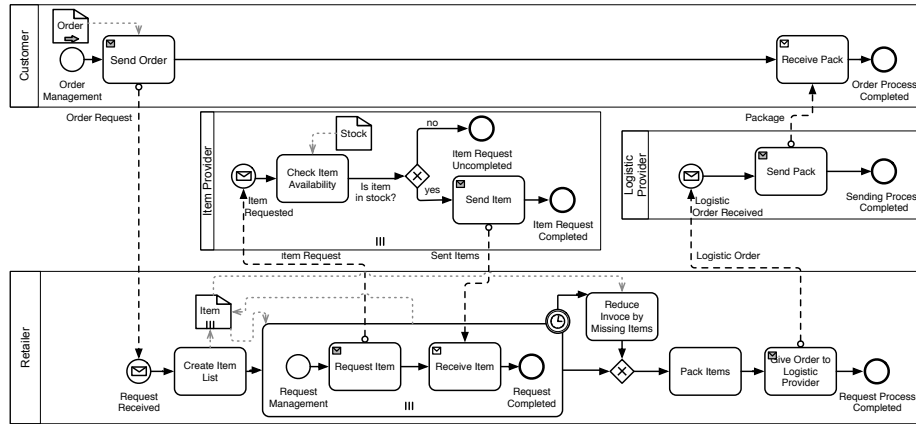 Customer
Order
Order
Management
Send Order
Receive Pack
Order Process
Completed
Order Request
Package
Item Provider
Item
Requested
Check Item
Availability
Stock
Is item
in stock?
no
yes
Item Request
Uncompleted
Send Item
Item Request
Completed
Item Request
Sent Items
Logistic
Provider
Logistic
Order Received
Send Pack
Sending Process
Completed
Logistic Order
Retailer
Request
Received
Item
Create Item
List
Request
Management
Request Item
Receive Item
Request
Completed
Reduce
Invoce by
Missing Items
Pack Items
Give Order to
Logistic
Provider
Request Process
Completed